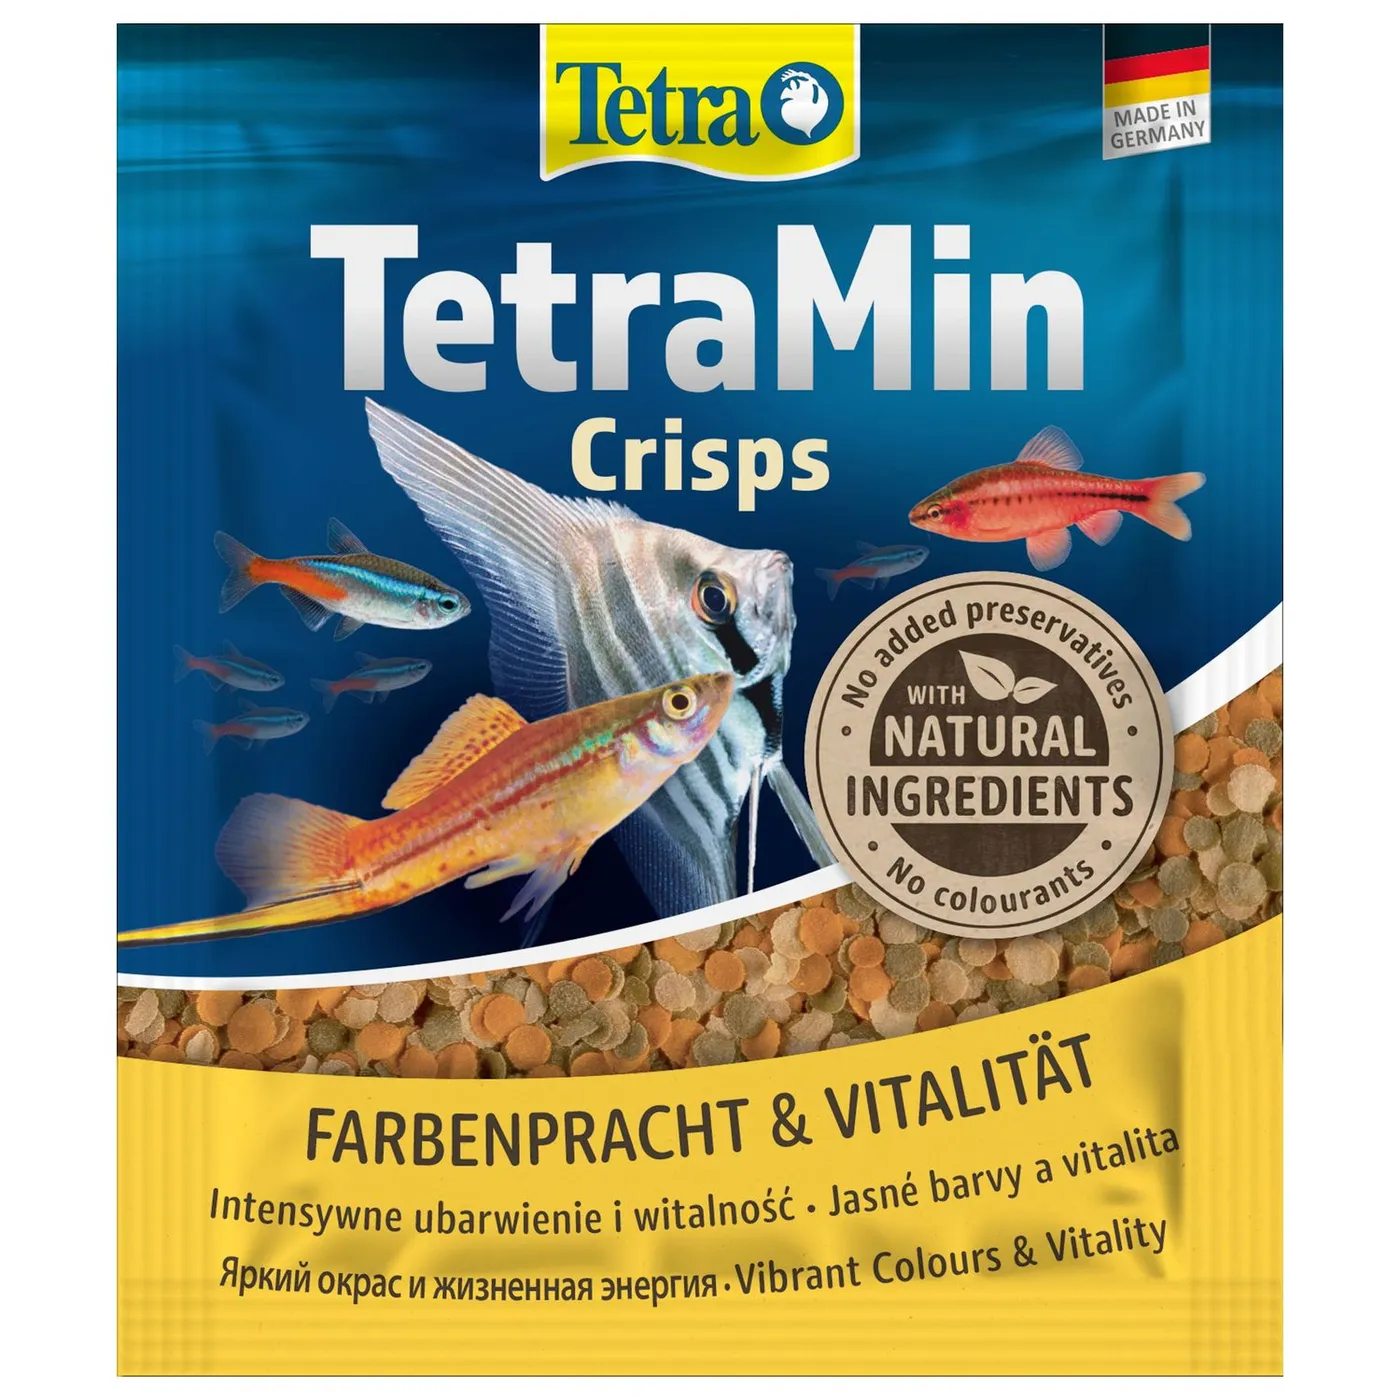 Tetra
MADE IN
GERMANY
TetraMin
Crisps
No added preservatives
WITH
NATURAL
INGREDIENTS
No colourants
FARBENPRACHT & VITALITÄT
Intensywne ubarwienie i witalność · Jasné barvy a vitalita
Яркий окрас и жизненная энергия · Vibrant Colours & Vitality